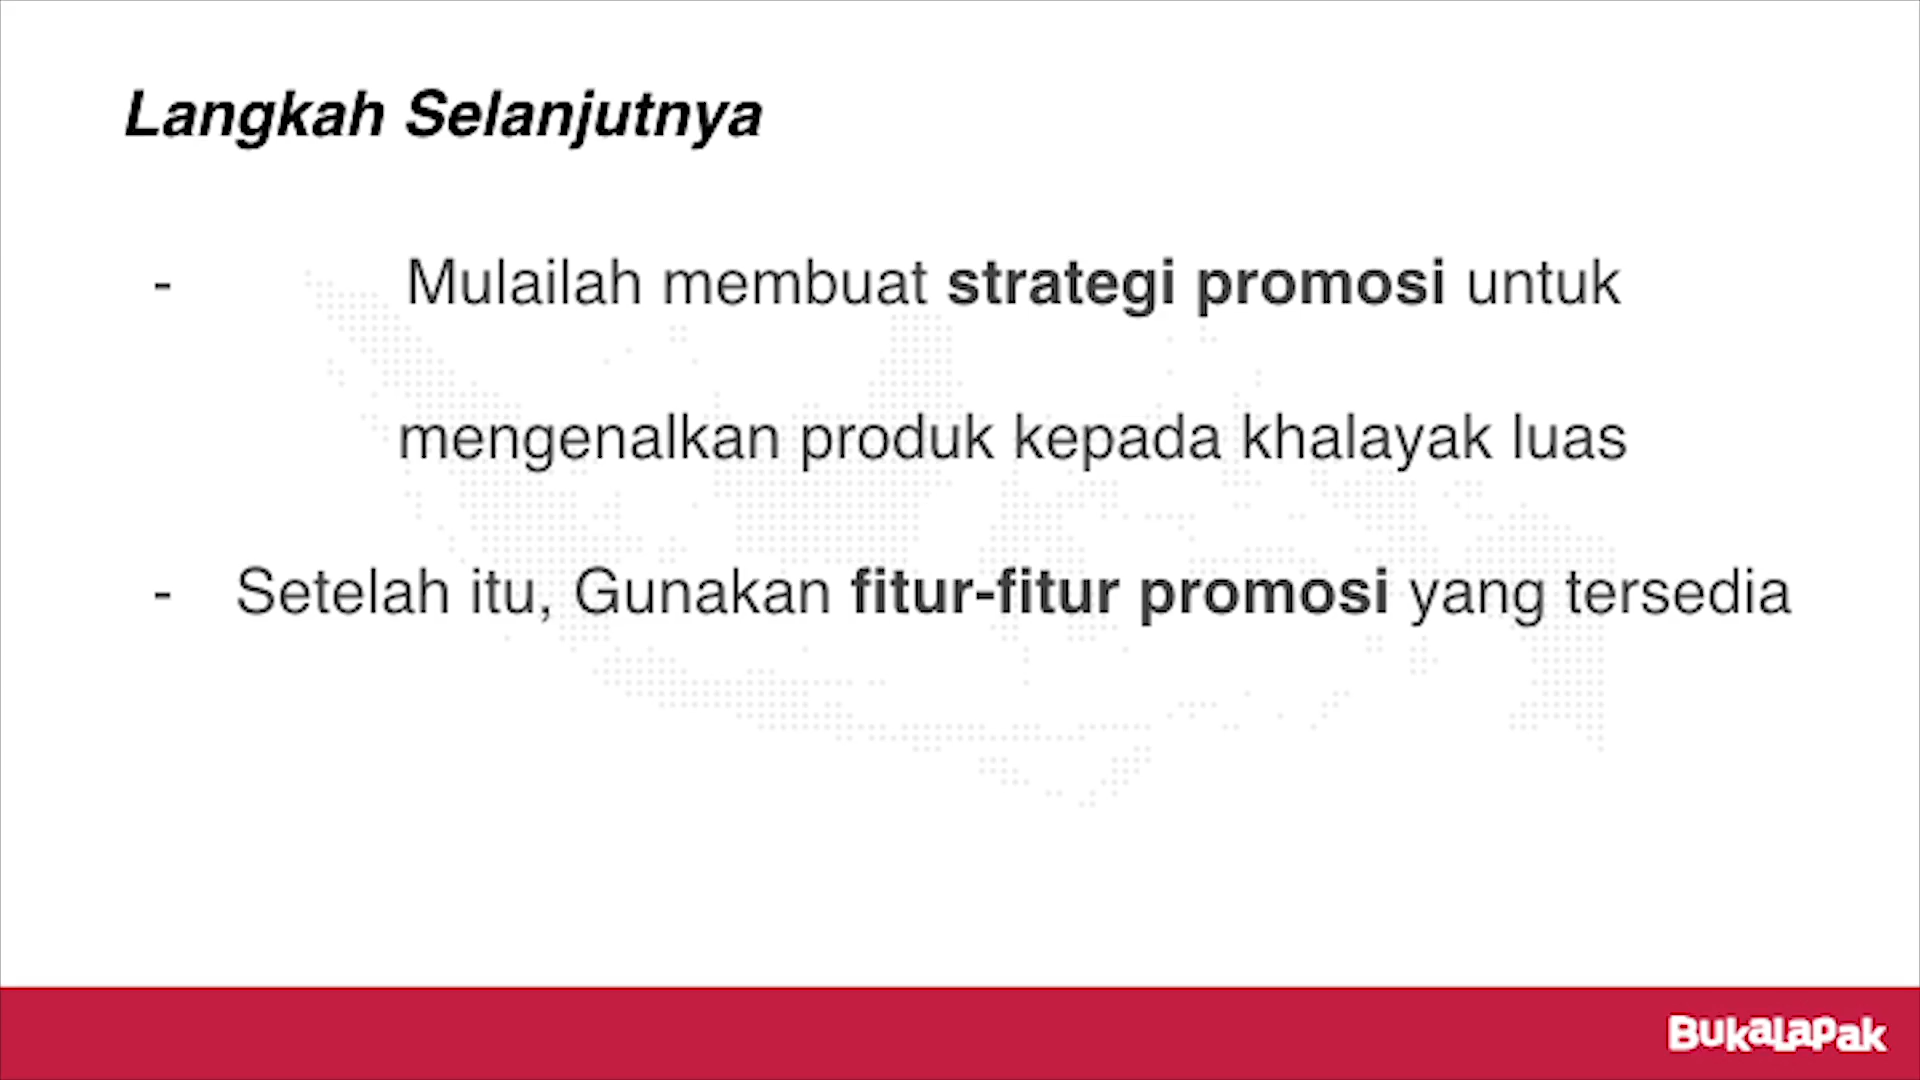 Langkah Selanjutnya
- Mulailah membuat strategi promosi untuk
mengenalkan produk kepada khalayak luas
- Setelah itu, Gunakan fitur-fitur promosi yang tersedia
BukaLapak